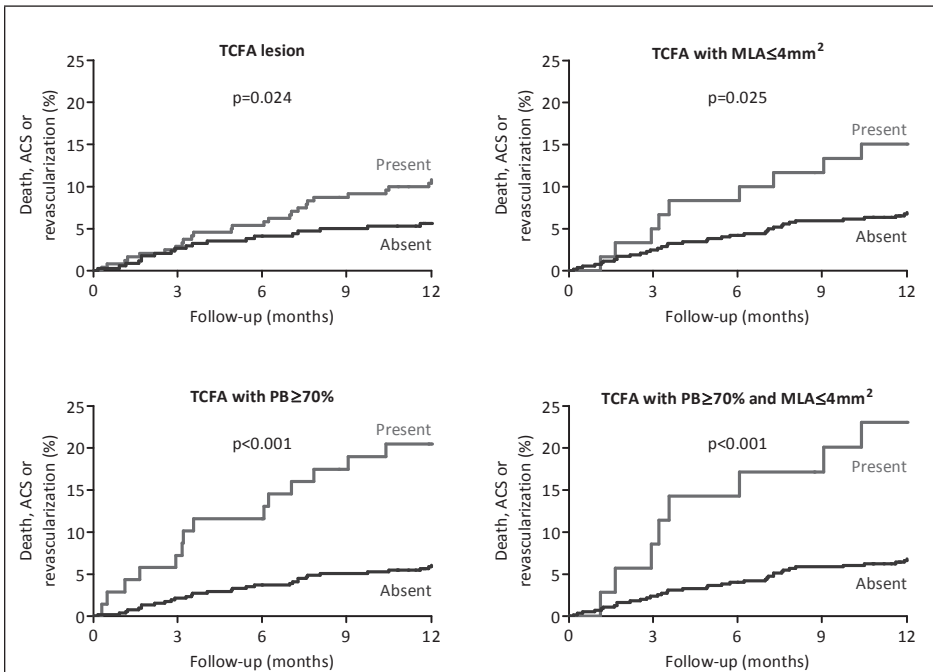 TCFA lesion
Death, ACS or
revascularization (%)
25
20
15
10
5
0
p=0.024
Present
Absent
0 3 6 9 12
Follow-up (months)
TCFA with MLA≤4mm²
Death, ACS or
revascularization (%)
25
20
15
10
5
0
p=0.025
Present
Absent
0 3 6 9 12
Follow-up (months)
TCFA with PB≥70%
Death, ACS or
revascularization (%)
25
20
15
10
5
0
p<0.001
Present
Absent
0 3 6 9 12
Follow-up (months)
TCFA with PB≥70% and MLA≤4mm²
Death, ACS or
revascularization (%)
25
20
15
10
5
0
p<0.001
Present
Absent
0 3 6 9 12
Follow-up (months)